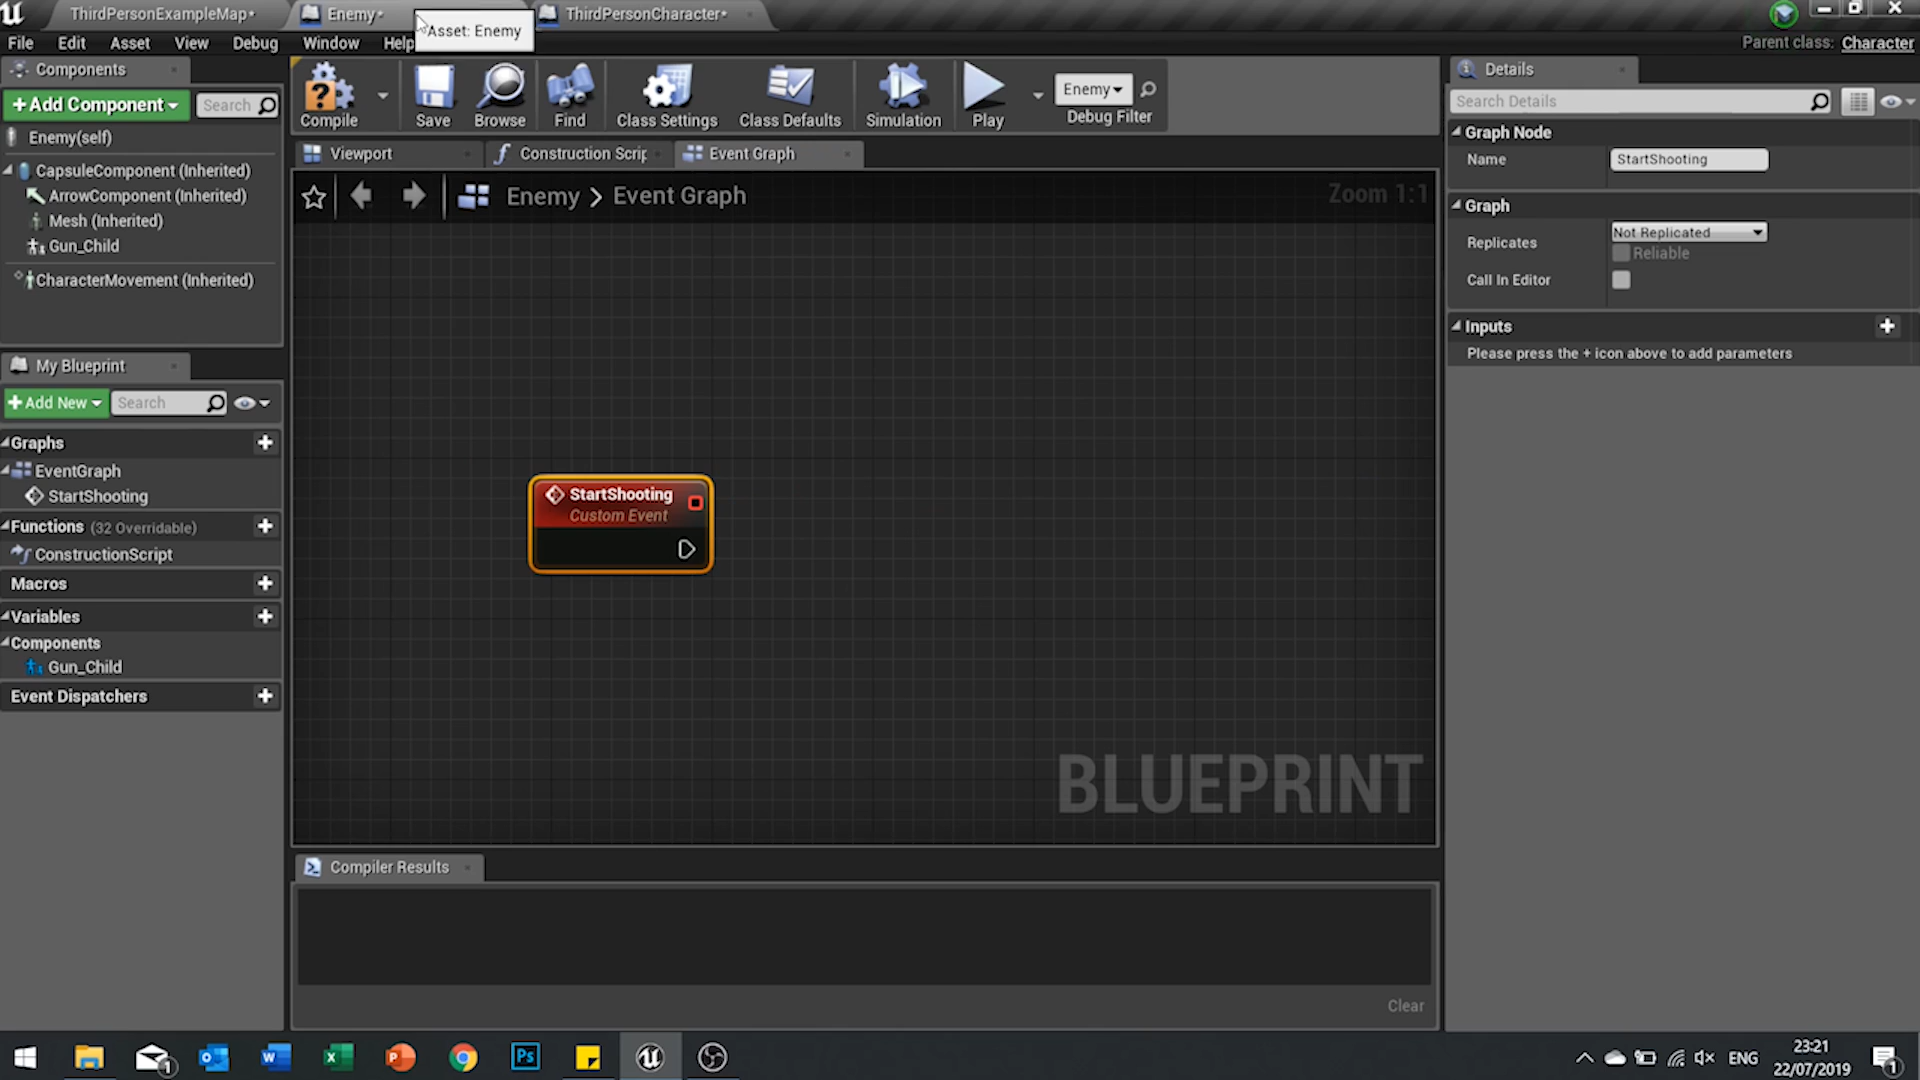 ThirdPersonExampleMap*
Enemy*
ThirdPersonCharacter*
Asset: Enemy
File Edit Asset View Debug Window Help
Parent class: Character
Components
+Add Component
Search
Enemy(self)
CapsuleComponent (Inherited)
ArrowComponent (Inherited)
Mesh (Inherited)
Gun_Child
CharacterMovement (Inherited)
My Blueprint
+Add New
Search
Graphs
EventGraph
StartShooting
Functions (32 Overridable)
ConstructionScript
Macros
Variables
Components
Gun_Child
Event Dispatchers
Compile
Save
Browse
Find
Class Settings
Class Defaults
Simulation
Play
Enemy
Debug Filter
Viewport
Construction Scrip
Event Graph
Enemy > Event Graph
Zoom 1:1
StartShooting
Custom Event
BLUEPRINT
Compiler Results
Clear
Details
Search Details
Graph Node
Name
StartShooting
Graph
Replicates
Not Replicated
Reliable
Call In Editor
Inputs
Please press the + icon above to add parameters
ENG
23:21
22/07/2019